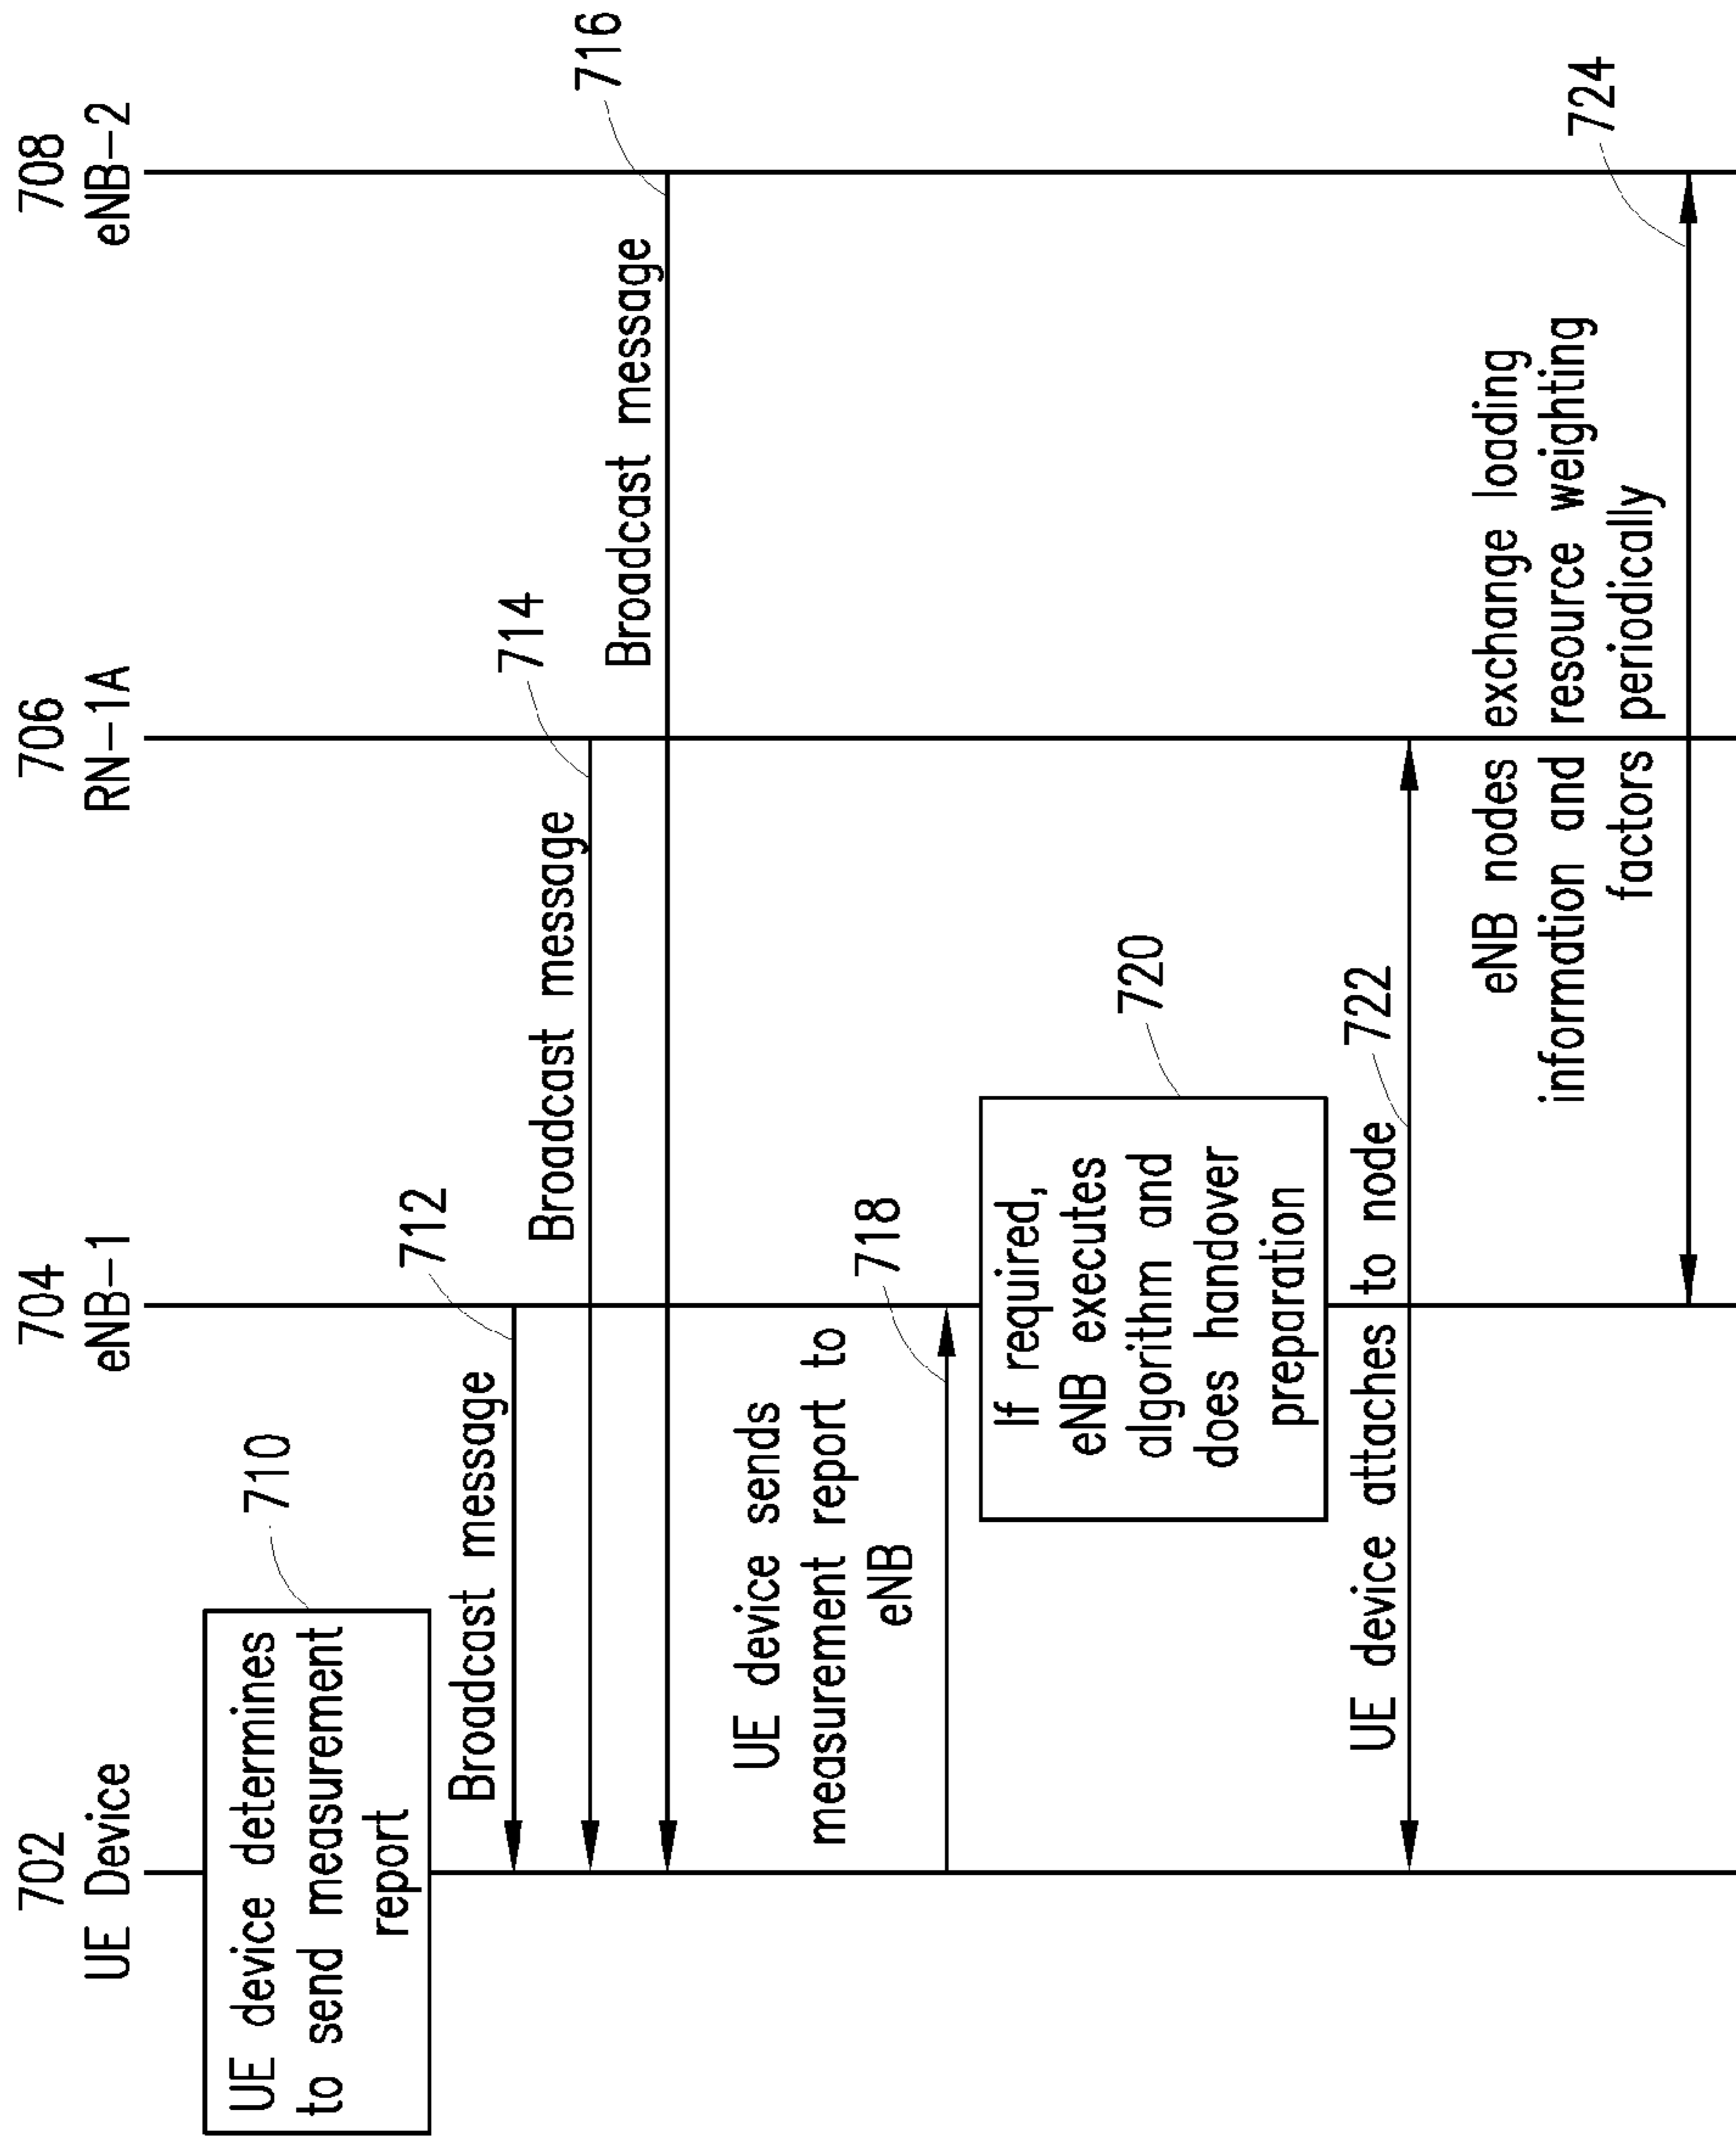 702
UE Device
704
eNB-1
706
RN-1A
708
eNB-2
UE device determines
to send measurement
report
710
Broadcast message
712
Broadcast message
714
Broadcast message
716
UE device sends
measurement report to
eNB
718
If required,
eNB executes
algorithm and
does handover
preparation
720
UE device attaches to node
722
eNB nodes exchange loading
information and resource weighting
factors periodically
724